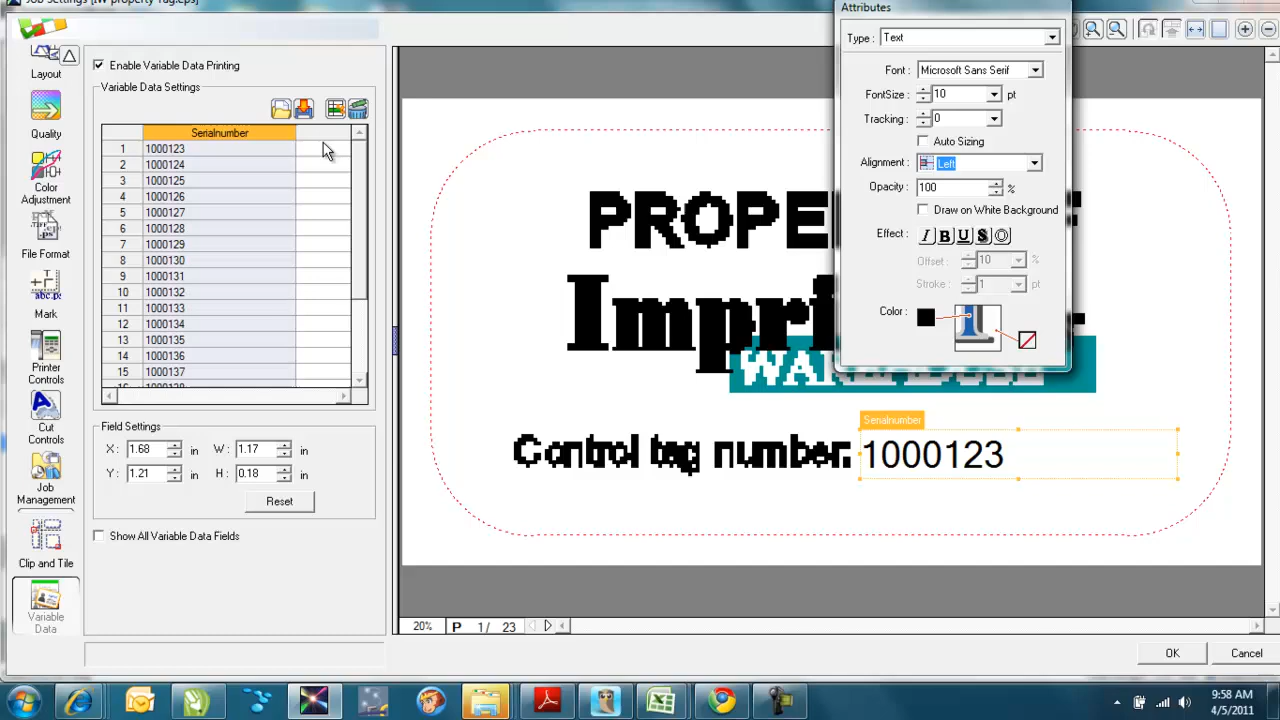 Job Settings [IW property Tag.eps]
Layout
Quality
Color
Adjustment
File Format
Mark
Printer
Controls
Cut
Controls
Job
Management
Clip and Tile
Variable
Data
Enable Variable Data Printing
Variable Data Settings
Serialnumber
1 1000123
2 1000124
3 1000125
4 1000126
5 1000127
6 1000128
7 1000129
8 1000130
9 1000131
10 1000132
11 1000133
12 1000134
13 1000135
14 1000136
15 1000137
Field Settings
X : 1.68 in W : 1.17 in
Y : 1.21 in H : 0.18 in
Reset
Show All Variable Data Fields
PROPE
Impri
Control tag number:
Serialnumber
1000123
20% P 1 / 23
Attributes
Type : Text
Font : Microsoft Sans Serif
FontSize : 10 pt
Tracking : 0
Auto Sizing
Alignment : Left
Opacity : 100 %
Draw on White Background
Effect : I B U S O
Offset : 10 %
Stroke : 1 pt
Color :
OK Cancel
9:58 AM
4/5/2011